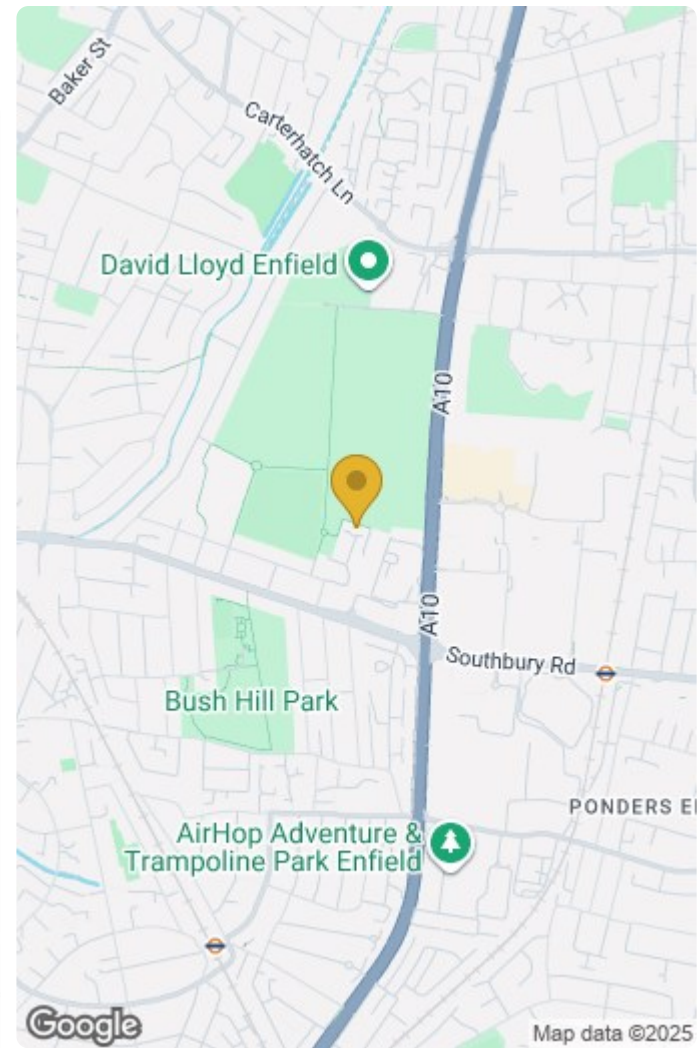 Baker St
Carterhatch Ln
David Lloyd Enfield
A10
A10
Southbury Rd
Bush Hill Park
PONDERS E
AirHop Adventure &
Trampoline Park Enfield
Google
Map data ©2025